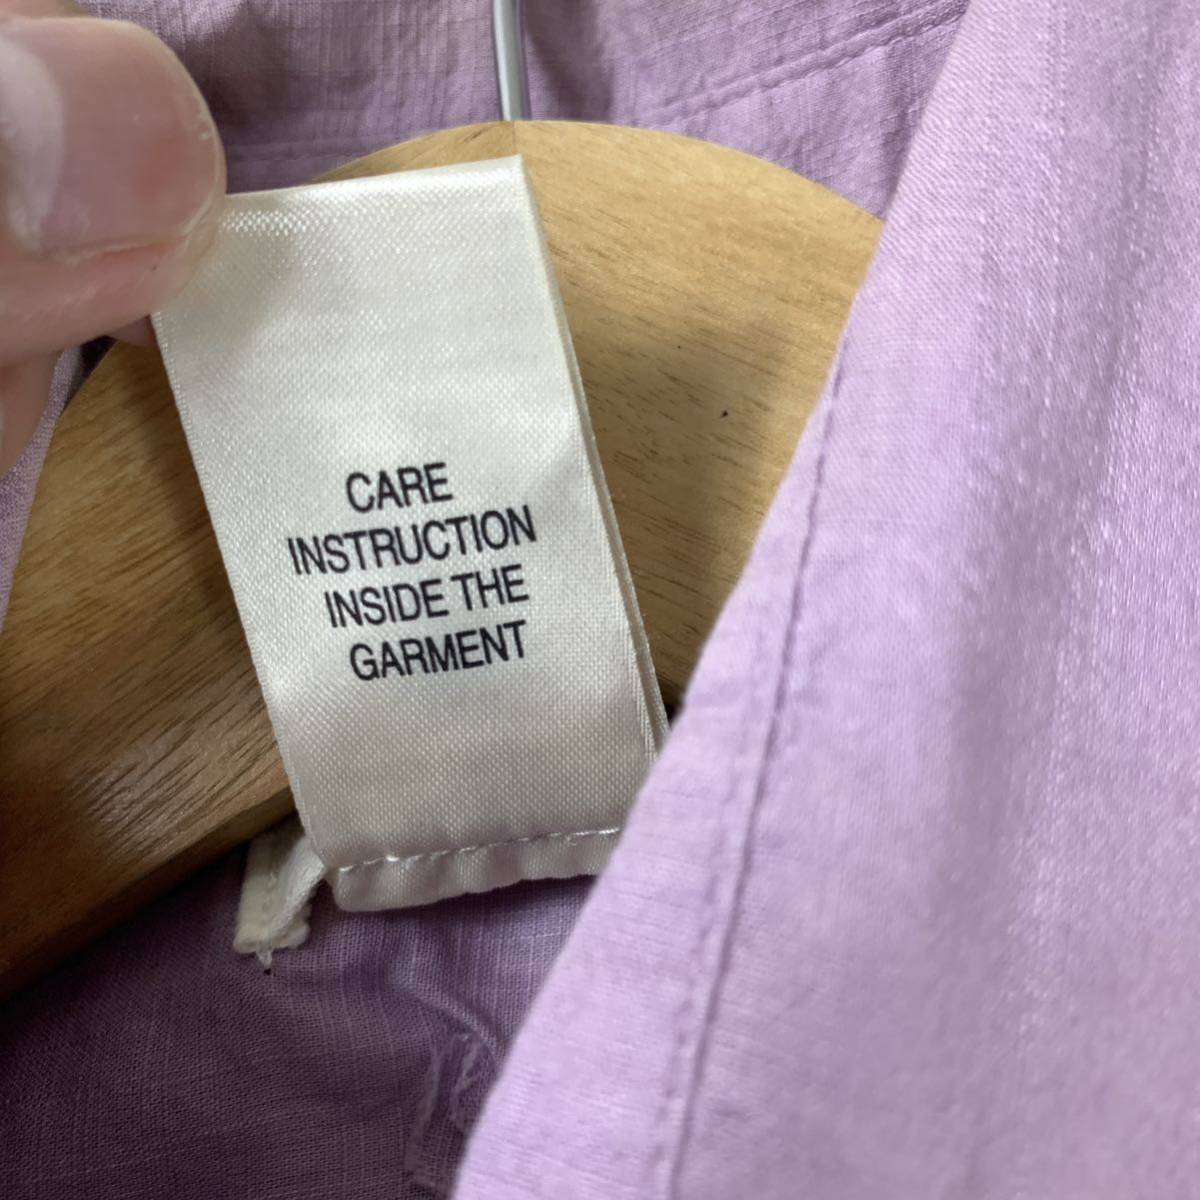 CARE
INSTRUCTION
INSIDE THE
GARMENT